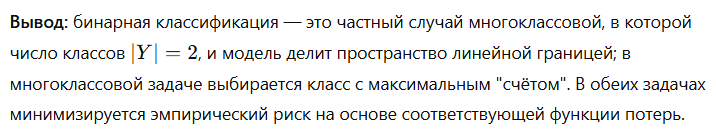 Вывод: бинарная классификация — это частный случай многоклассовой, в которой
число классов |Y| = 2, и модель делит пространство линейной границей; в
многоклассовой задаче выбирается класс с максимальным "счётом". В обеих задачах
минимизируется эмпирический риск на основе соответствующей функции потерь.